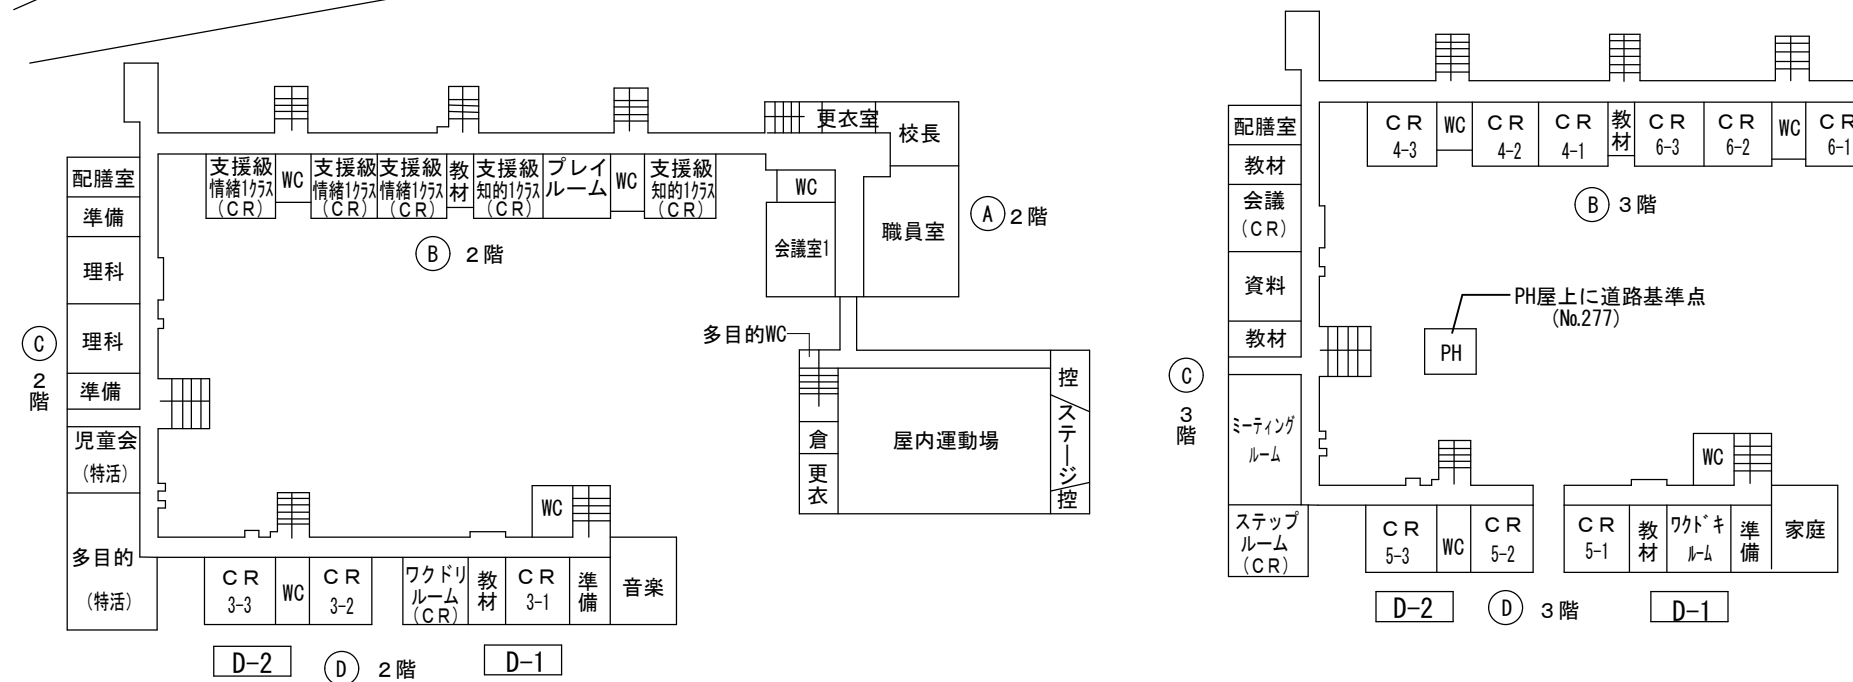 更衣室
校長
配膳室
準備
理科
理科
準備
児童会
(特活)
多目的
(特活)
支援級
情緒1クラス
(CR)
WC
支援級
情緒1クラス
(CR)
支援級
情緒1クラス
(CR)
教材
支援級
知的1クラス
(CR)
プレイ
ルーム
WC
支援級
知的1クラス
(CR)
WC
会議室1
職員室
A 2階
B 2階
C
2階
多目的WC
倉
更衣
屋内運動場
控
ステージ
控
WC
CR
3-3
WC
CR
3-2
ワクドリ
ルーム
(CR)
教材
CR
3-1
準備
音楽
D-2
D 2階
D-1
配膳室
教材
会議
(CR)
資料
教材
ミーティング
ルーム
ステップ
ルーム
(CR)
CR
4-3
WC
CR
4-2
CR
4-1
教材
CR
6-3
CR
6-2
WC
CR
6-1
B 3階
PH屋上に道路基準点
(No.277)
PH
C
3階
WC
CR
5-3
WC
CR
5-2
CR
5-1
教材
ワクドキ
ルーム
準備
家庭
D-2
D 3階
D-1